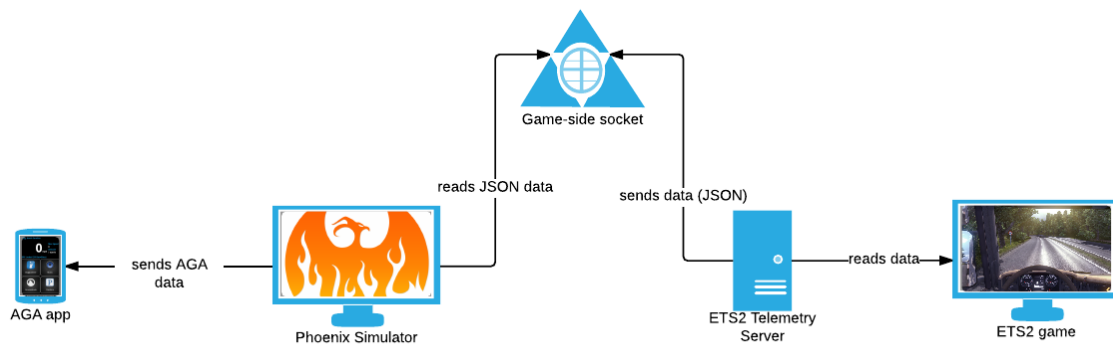 Game-side socket
reads JSON data
sends data (JSON)
sends AGA
data
reads data
0
AGA app
Phoenix Simulator
ETS2 Telemetry
Server
ETS2 game